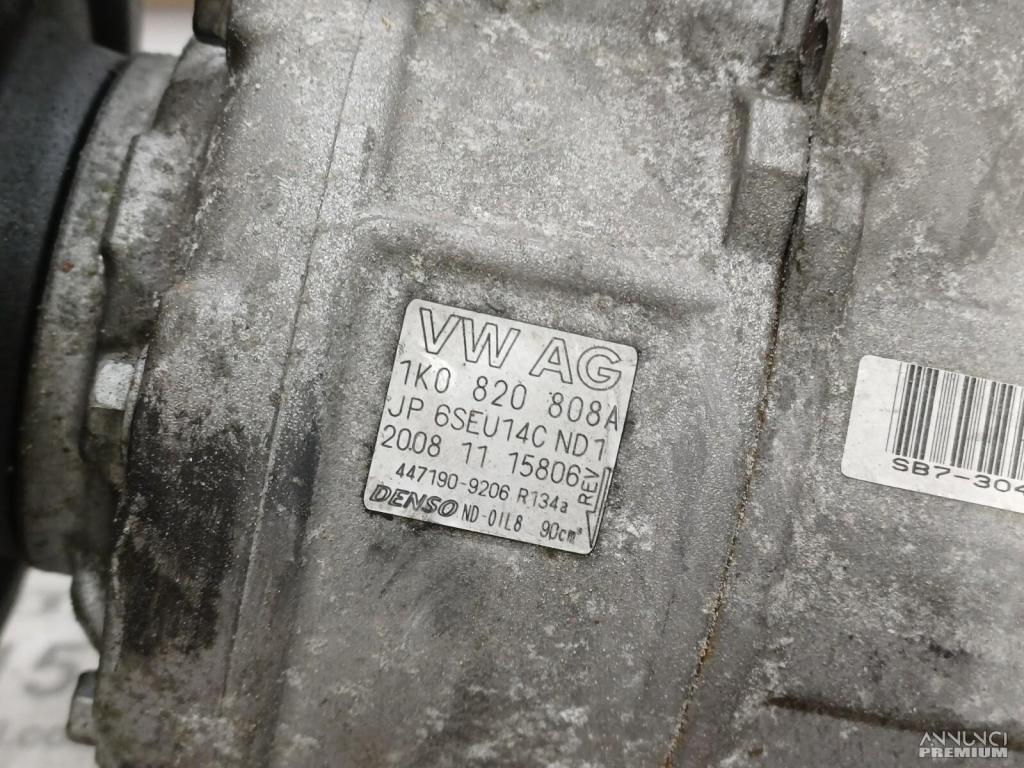 VW AG
1K0 820 808A
JP 6SEU14C ND1
2008 11 15806
REV
447190-9206 R134a
DENSO ND-OIL8 90cm³
SB7-304
ANNUNCI
PREMIUM